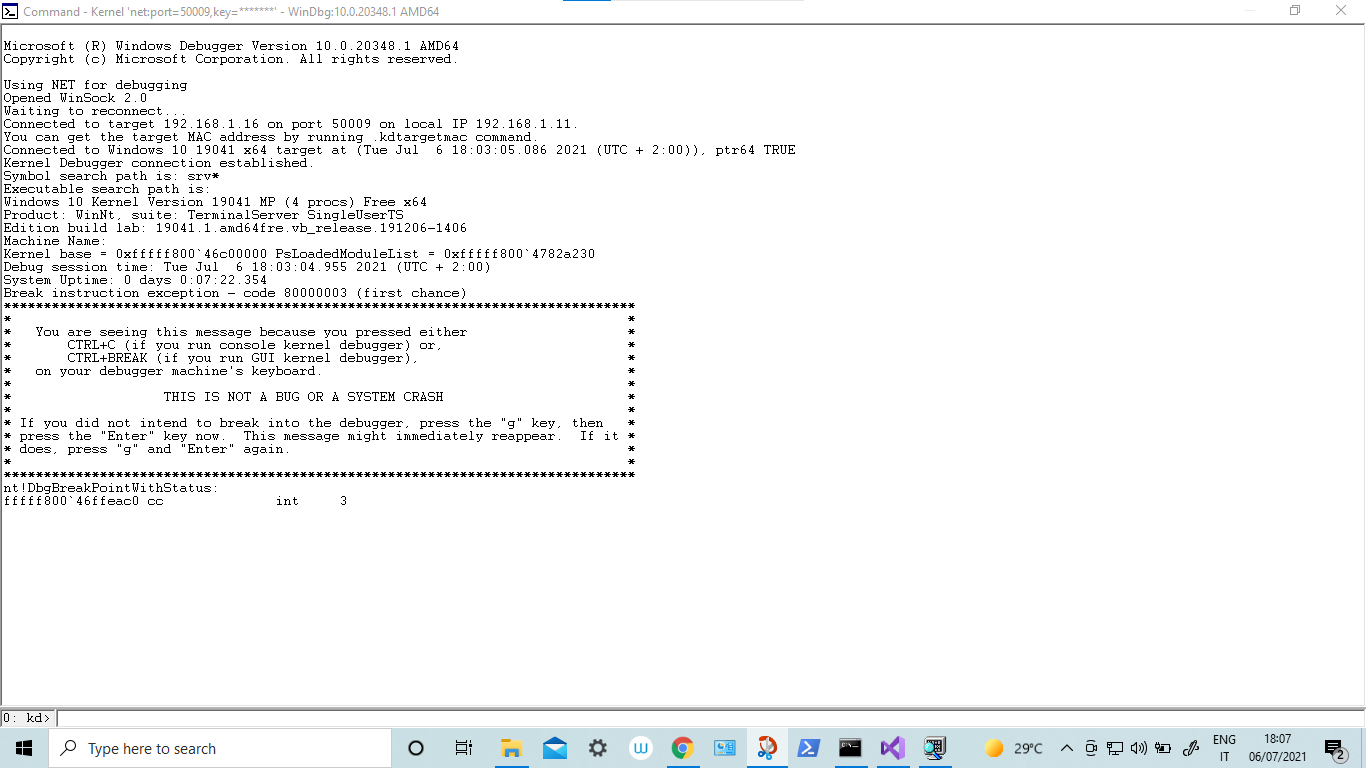 Command - Kernel 'net:port=50009,key=*******' - WinDbg:10.0.20348.1 AMD64
Microsoft (R) Windows Debugger Version 10.0.20348.1 AMD64
Copyright (c) Microsoft Corporation. All rights reserved.
Using NET for debugging
Opened WinSock 2.0
Waiting to reconnect...
Connected to target 192.168.1.16 on port 50009 on local IP 192.168.1.11.
You can get the target MAC address by running .kdtargetmac command.
Connected to Windows 10 19041 x64 target at (Tue Jul  6 18:03:05.086 2021 (UTC + 2:00)), ptr64 TRUE
Kernel Debugger connection established.
Symbol search path is: srv*
Executable search path is:
Windows 10 Kernel Version 19041 MP (4 procs) Free x64
Product: WinNt, suite: TerminalServer SingleUserTS
Edition build lab: 19041.1.amd64fre.vb_release.191206-1406
Machine Name:
Kernel base = 0xfffff800`46c00000 PsLoadedModuleList = 0xfffff800`4782a230
Debug session time: Tue Jul  6 18:03:04.955 2021 (UTC + 2:00)
System Uptime: 0 days 0:07:22.354
Break instruction exception - code 80000003 (first chance)
*******************************************************************************
*                                                                             *
*   You are seeing this message because you pressed either                    *
*       CTRL+C (if you run console kernel debugger) or,                       *
*       CTRL+BREAK (if you run GUI kernel debugger),                          *
*   on your debugger machine's keyboard.                                      *
*                                                                             *
*                   THIS IS NOT A BUG OR A SYSTEM CRASH                       *
*                                                                             *
* If you did not intend to break into the debugger, press the "g" key, then   *
* press the "Enter" key now.  This message might immediately reappear.  If it *
* does, press "g" and "Enter" again.                                          *
*                                                                             *
*******************************************************************************
nt!DbgBreakPointWithStatus:
fffff800`46ffeac0 cc              int     3
0: kd>
Type here to search
29°C
ENG
IT
18:07
06/07/2021
2